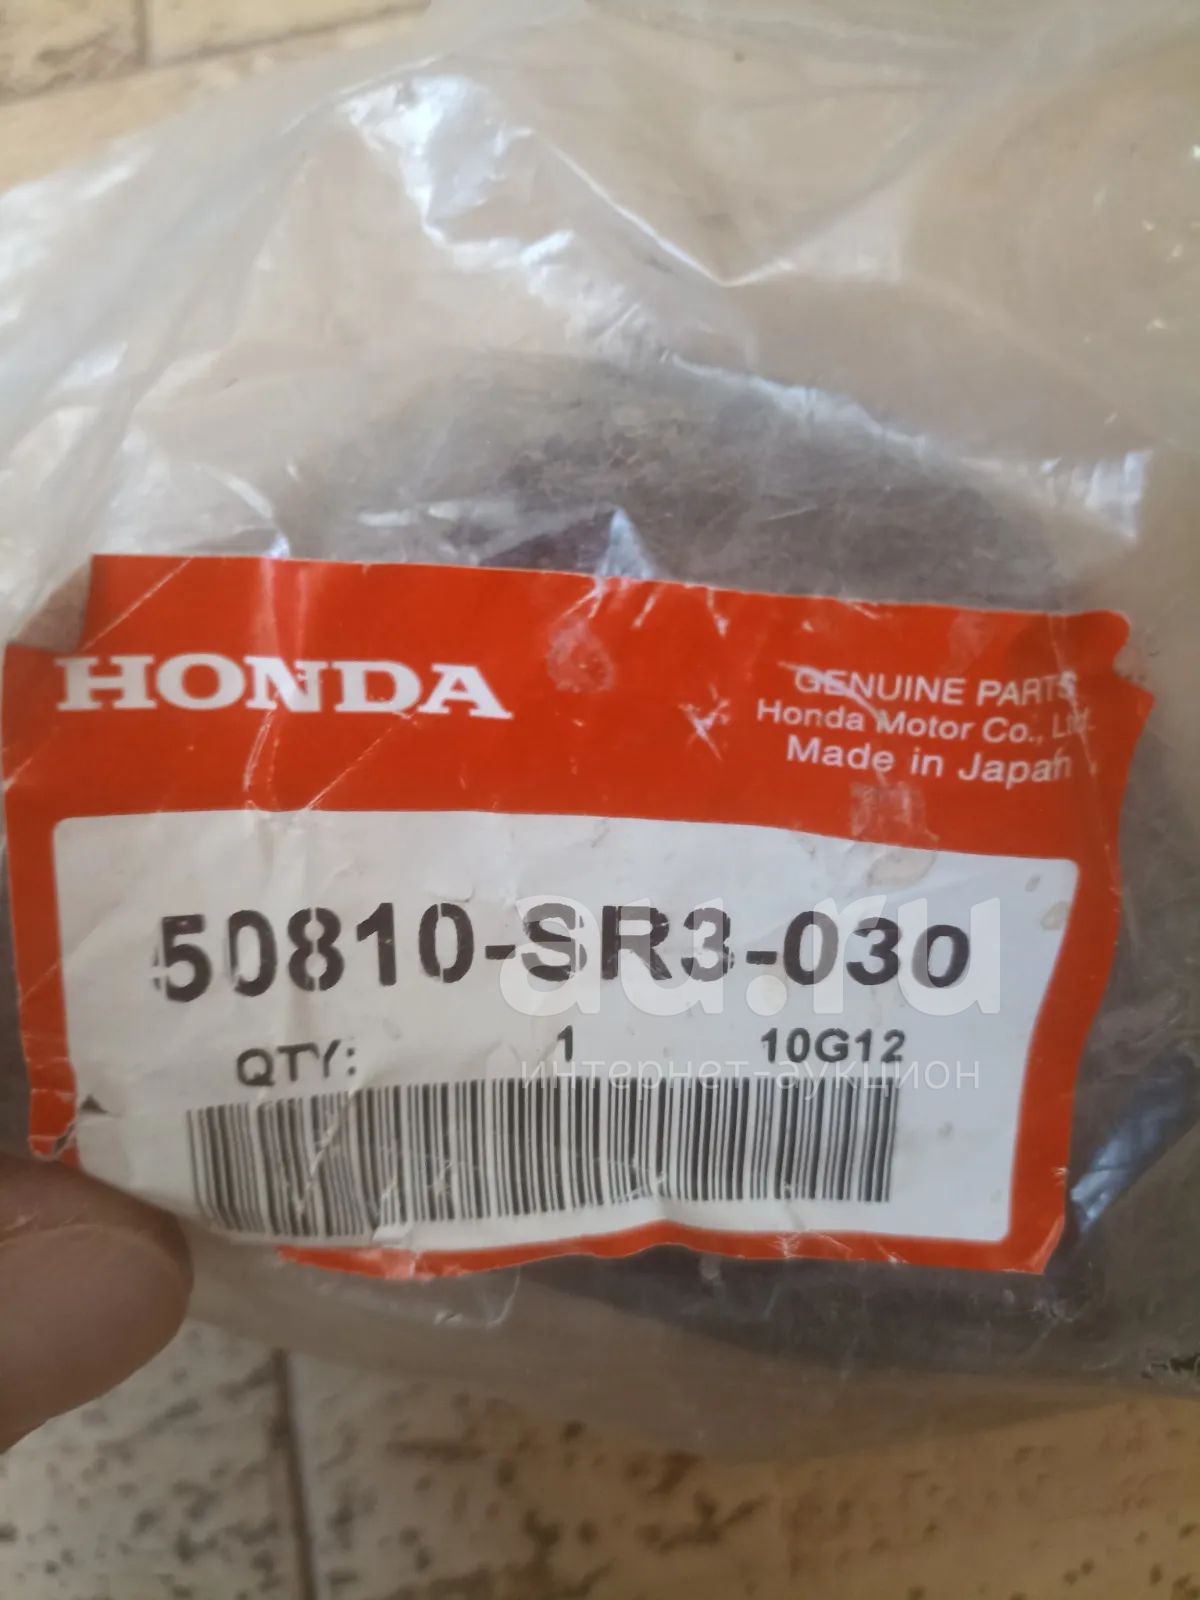 HONDA
GENUINE PARTS
Honda Motor Co., Ltd.
Made in Japan
50810-SR3-030
au.ru
QTY: 1 10G12
интернет-аукцион